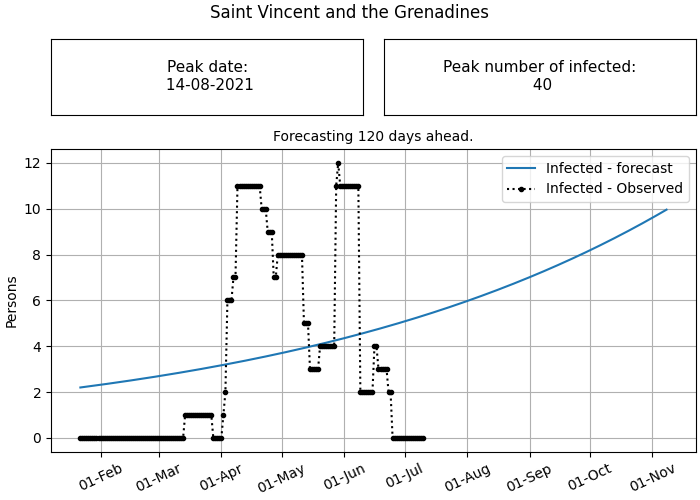 Saint Vincent and the Grenadines
Peak date:
14-08-2021
Peak number of infected:
40
Forecasting 120 days ahead.
Infected - forecast
Infected - Observed
Persons
12
10
8
6
4
2
0
01-Feb
01-Mar
01-Apr
01-May
01-Jun
01-Jul
01-Aug
01-Sep
01-Oct
01-Nov